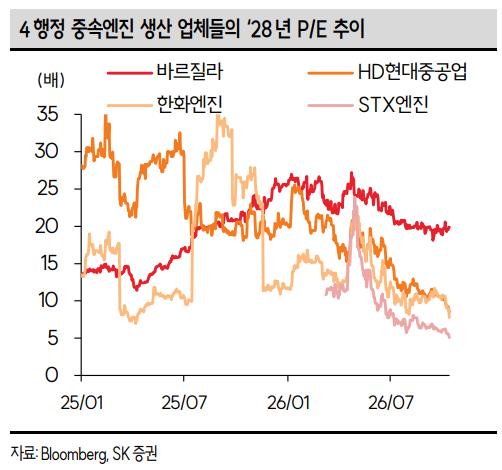 4행정 중속엔진 생산 업체들의 '28년 P/E 추이
(배)
바르질라
HD현대중공업
한화엔진
STX엔진
35
30
25
20
15
10
5
0
25/01
25/07
26/01
26/07
자료: Bloomberg, SK 증권